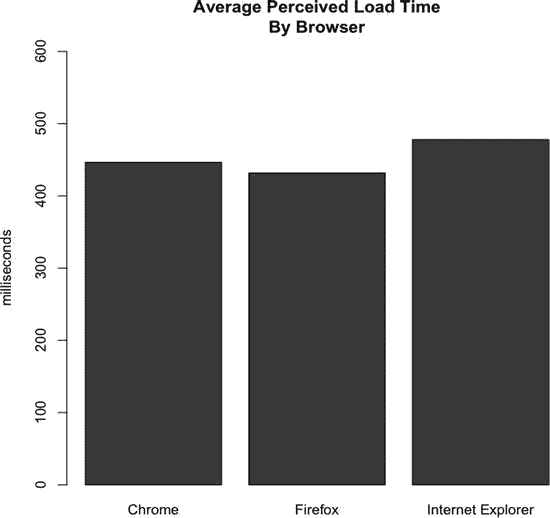 Average Perceived Load Time
By Browser
600
500
400
300
200
100
0
milliseconds
Chrome
Firefox
Internet Explorer